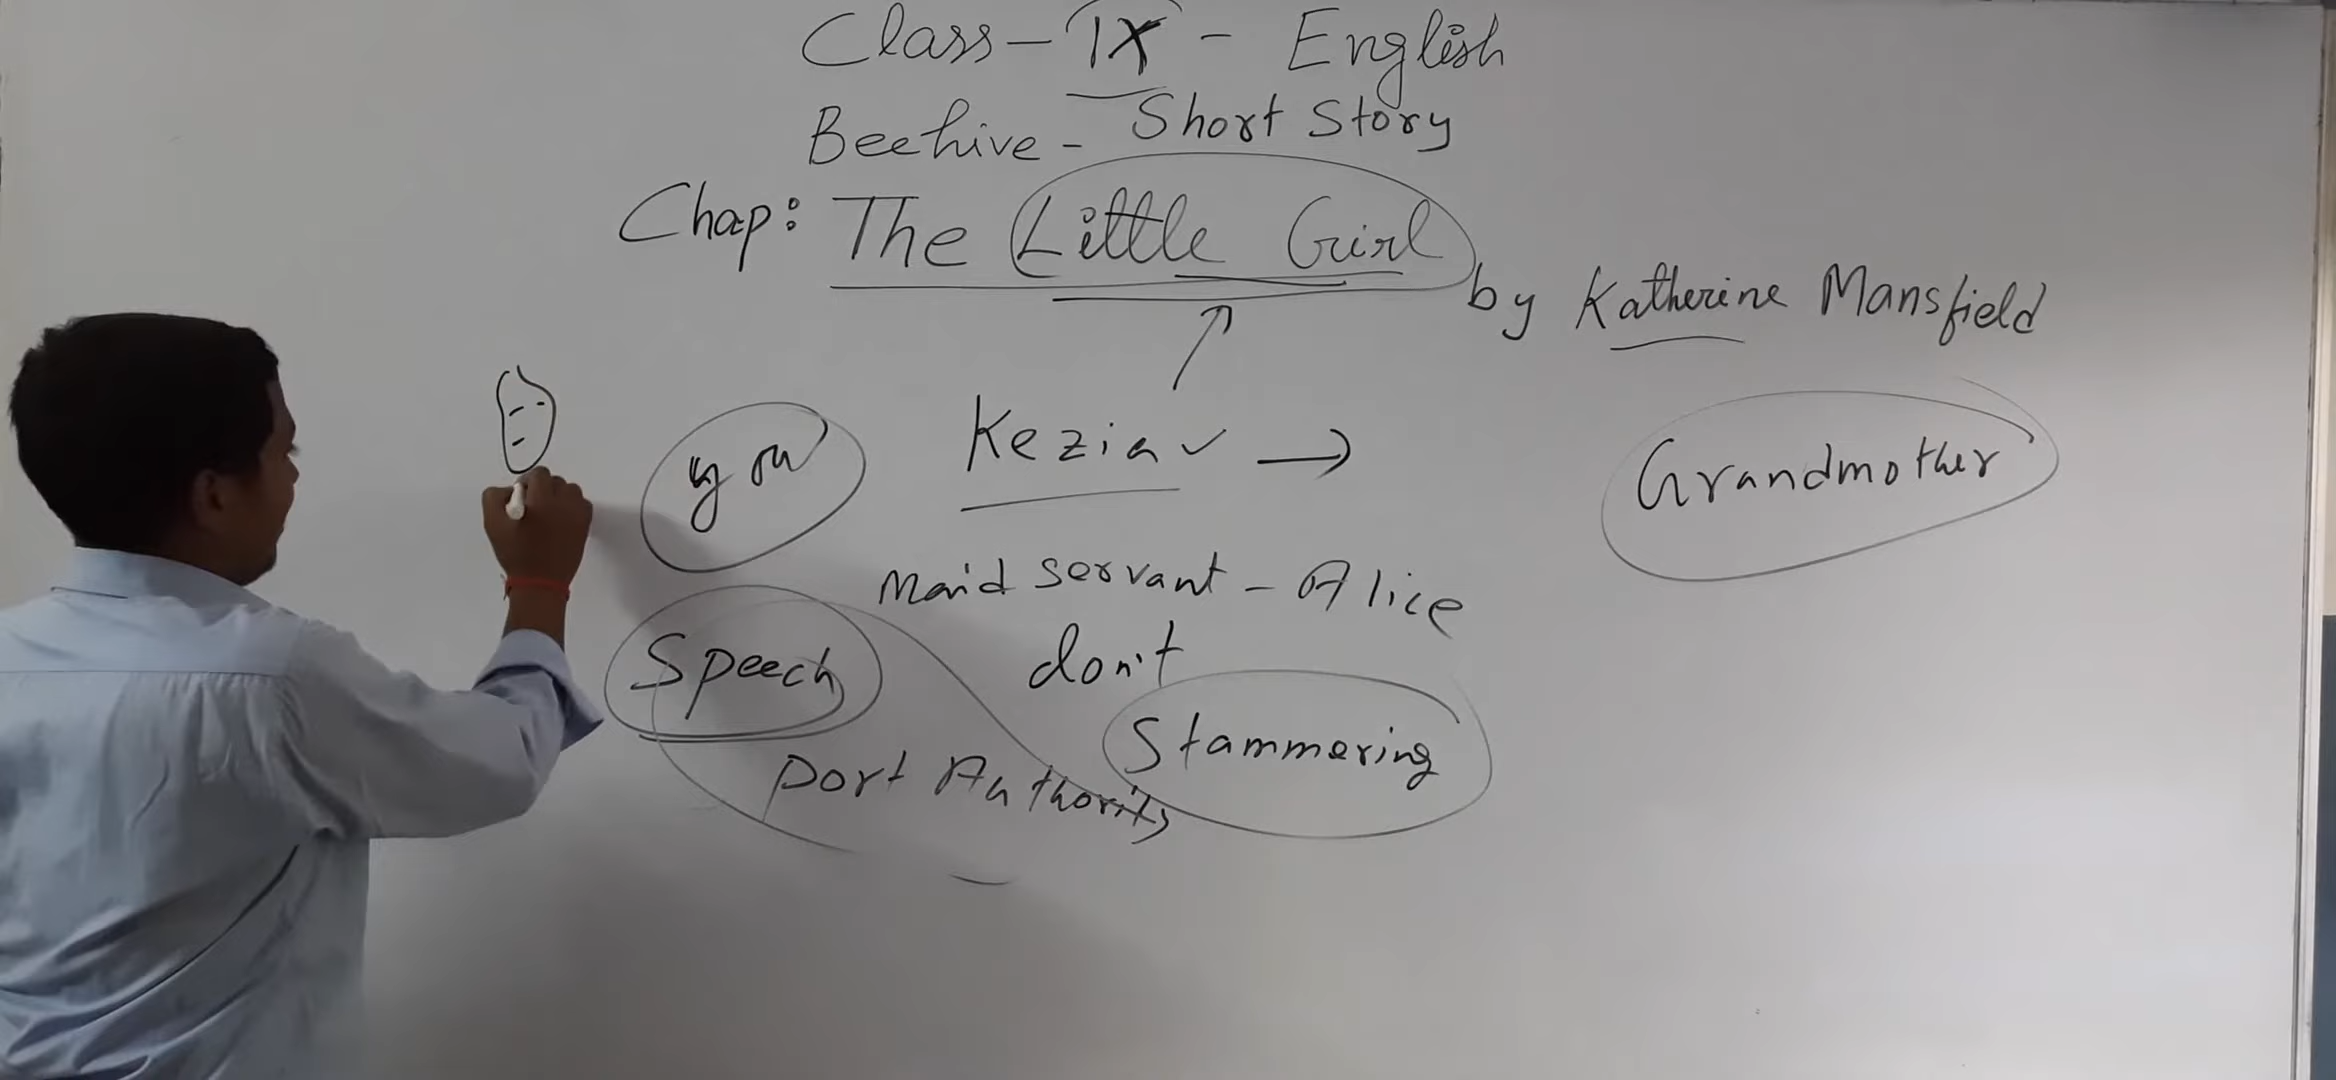 Class - IX - English
Beehive - Short Story
Chap: The Little Girl
by Katherine Mansfield
you Kezia → Grandmother
Maid servant - Alice
don't
Speech
Stammering
Port Authority